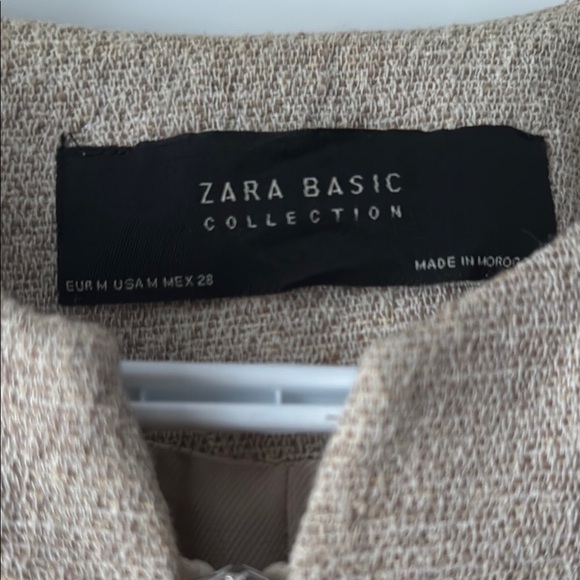 ZARA BASIC
COLLECTION
EUR M USA M MEX 28
MADE IN